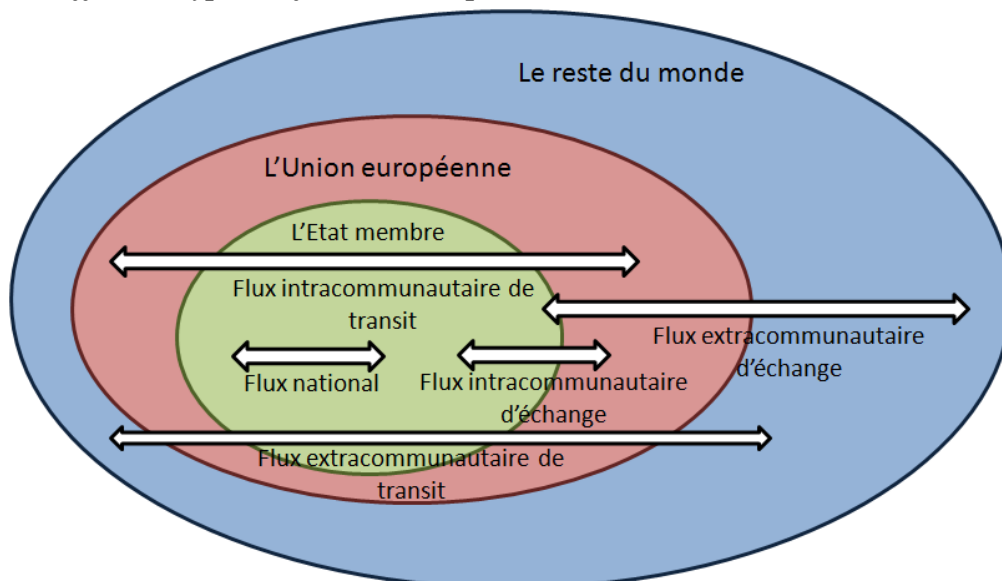 Le reste du monde
L'Union européenne
L'Etat membre
Flux intracommunautaire de
transit
Flux extracommunautaire
d'échange
Flux national
Flux intracommunautaire
d'échange
Flux extracommunautaire de
transit